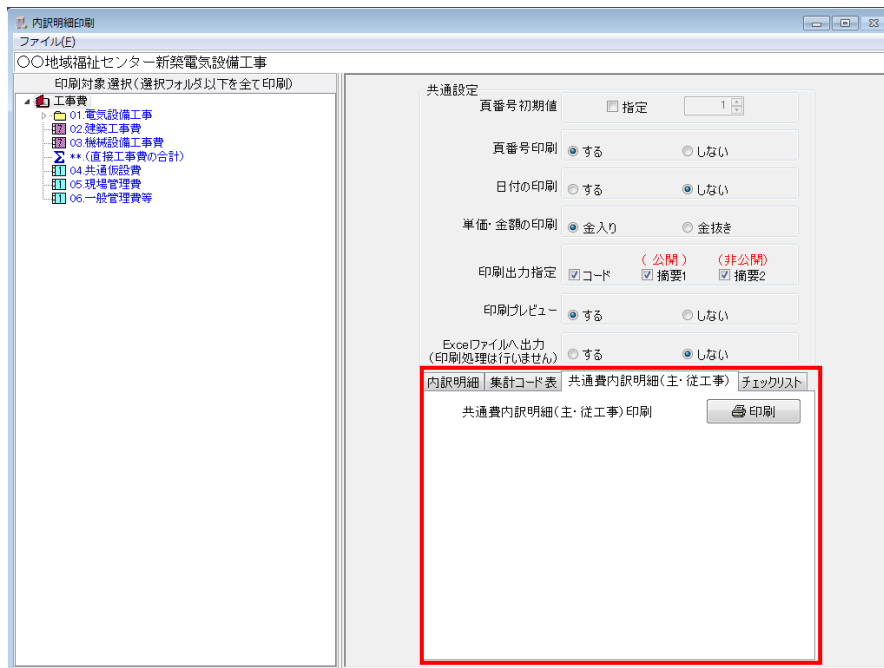 内訳明細印刷
ファイル(F)
〇〇地域福祉センター新築電気設備工事
印刷対象選択(選択フォルダ以下を全て印刷)
工事費
01.電気設備工事
02.建築工事費
03.機械設備工事費
**.(直接工事費の合計)
04.共通仮設費
05.現場管理費
06.一般管理費等
共通設定
頁番号初期値 指定 1
頁番号印刷 する しない
日付の印刷 する しない
単価・金額の印刷 金入り 金抜き
(公開) (非公開)
印刷出力指定 コード 摘要1 摘要2
印刷プレビュー する しない
Excelファイルへ出力
(印刷処理は行いません) する しない
内訳明細 集計コード表 共通費内訳明細(主・従工事) チェックリスト
共通費内訳明細(主・従工事)印刷 印刷